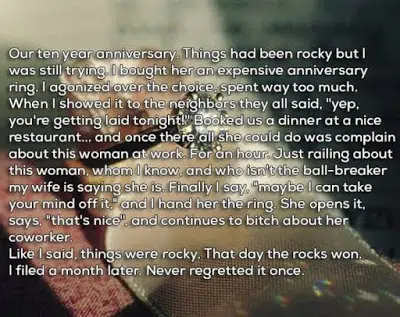 Our ten year anniversary. Things had been rocky but I
was still trying. I bought her an expensive anniversary
ring. I agonized over the choice, spent way too much.
When I showed it to the neighbors they all said, "yep,
you're getting laid tonight!" Booked us a dinner at a nice
restaurant... and once there all she could do was complain
about this woman at work. For an hour. Just railing about
this woman, whom I know, and who isn't the ball-breaker
my wife is saying she is. Finally I say, "maybe I can take
your mind off it," and I hand her the ring. She opens it,
says, "that's nice", and continues to bitch about her
coworker.
Like I said, things were rocky. That day the rocks won.
I filed a month later. Never regretted it once.